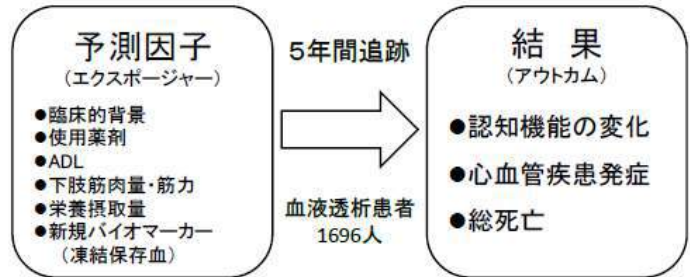 予測因子
（エクスポージャー）
●臨床的背景
●使用薬剤
●ADL
●下肢筋肉量・筋力
●栄養摂取量
●新規バイオマーカー
（凍結保存血）
5年間追跡
血液透析患者
1696人
結　果
（アウトカム）
●認知機能の変化
●心血管疾患発症
●総死亡